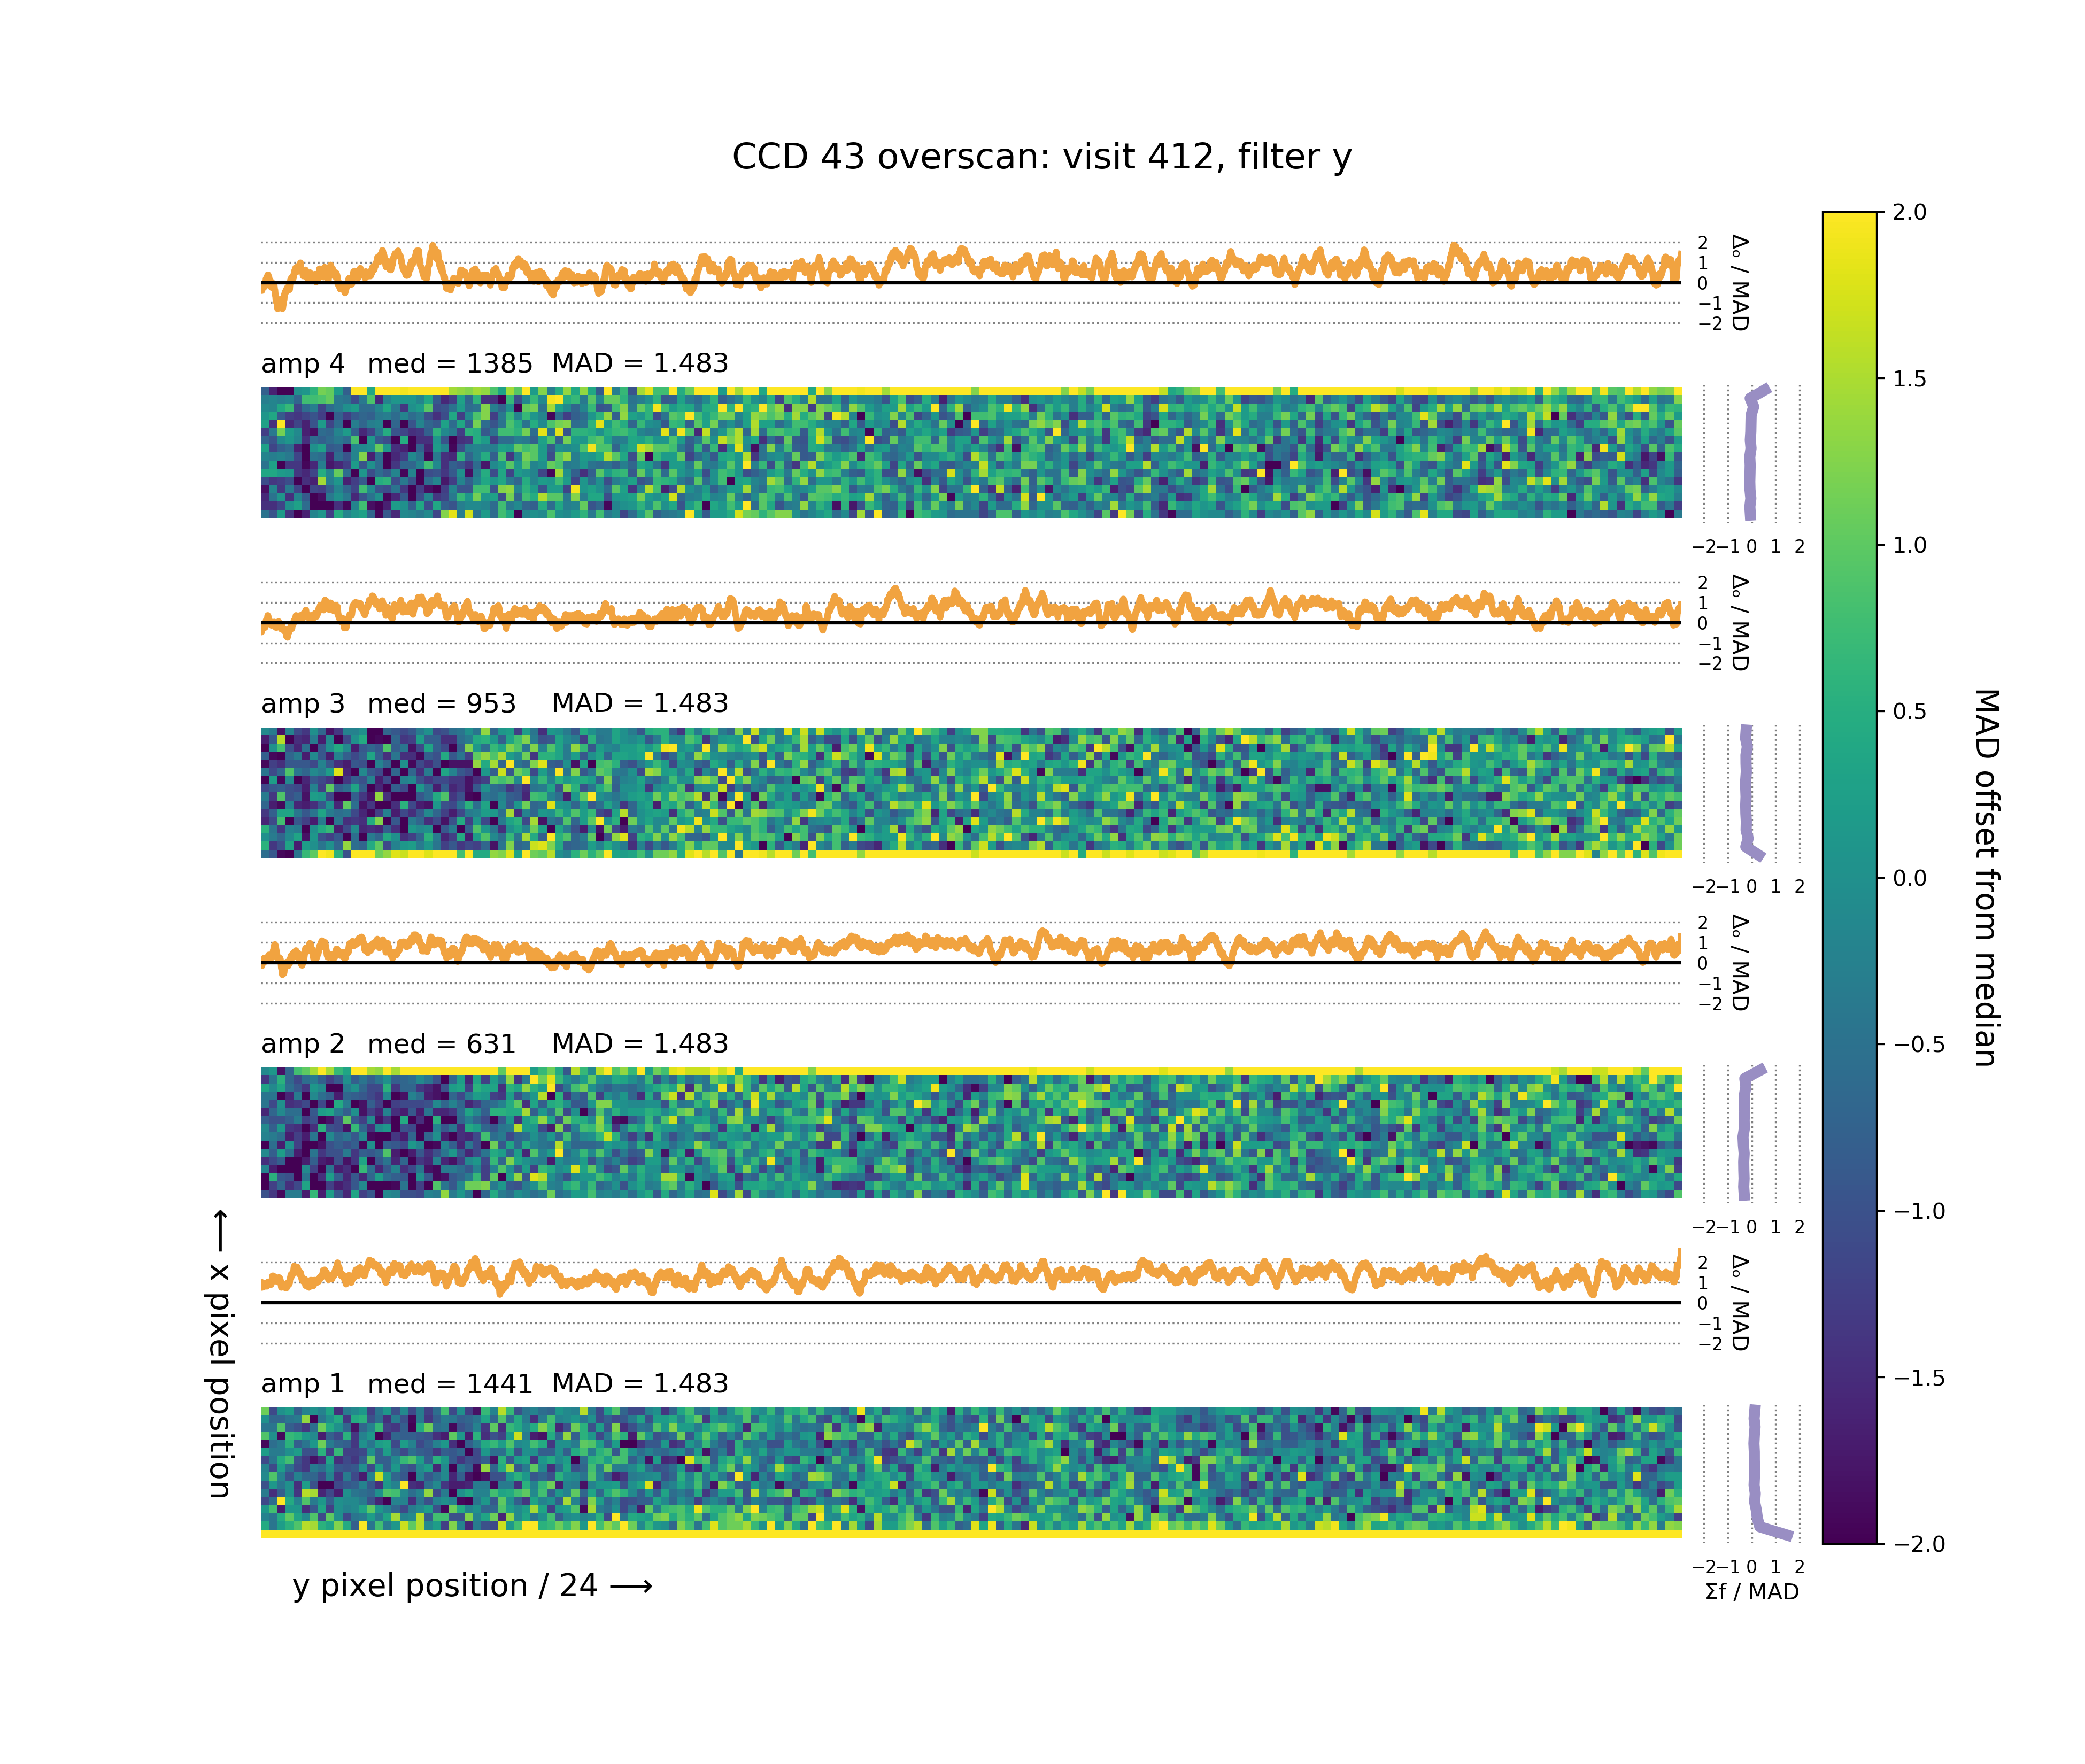 CCD 43 overscan: visit 412, filter y
2
1
0
−1
−2
Δₒ / MAD
amp 4 med = 1385 MAD = 1.483
−2 −1 0 1 2
2
1
0
−1
−2
Δₒ / MAD
amp 3 med = 953 MAD = 1.483
−2 −1 0 1 2
2
1
0
−1
−2
Δₒ / MAD
amp 2 med = 631 MAD = 1.483
−2 −1 0 1 2
2
1
0
−1
−2
Δₒ / MAD
amp 1 med = 1441 MAD = 1.483
−2 −1 0 1 2
Σf / MAD
⟵ x pixel position
y pixel position / 24 ⟶
2.0
1.5
1.0
0.5
0.0
−0.5
−1.0
−1.5
−2.0
MAD offset from median